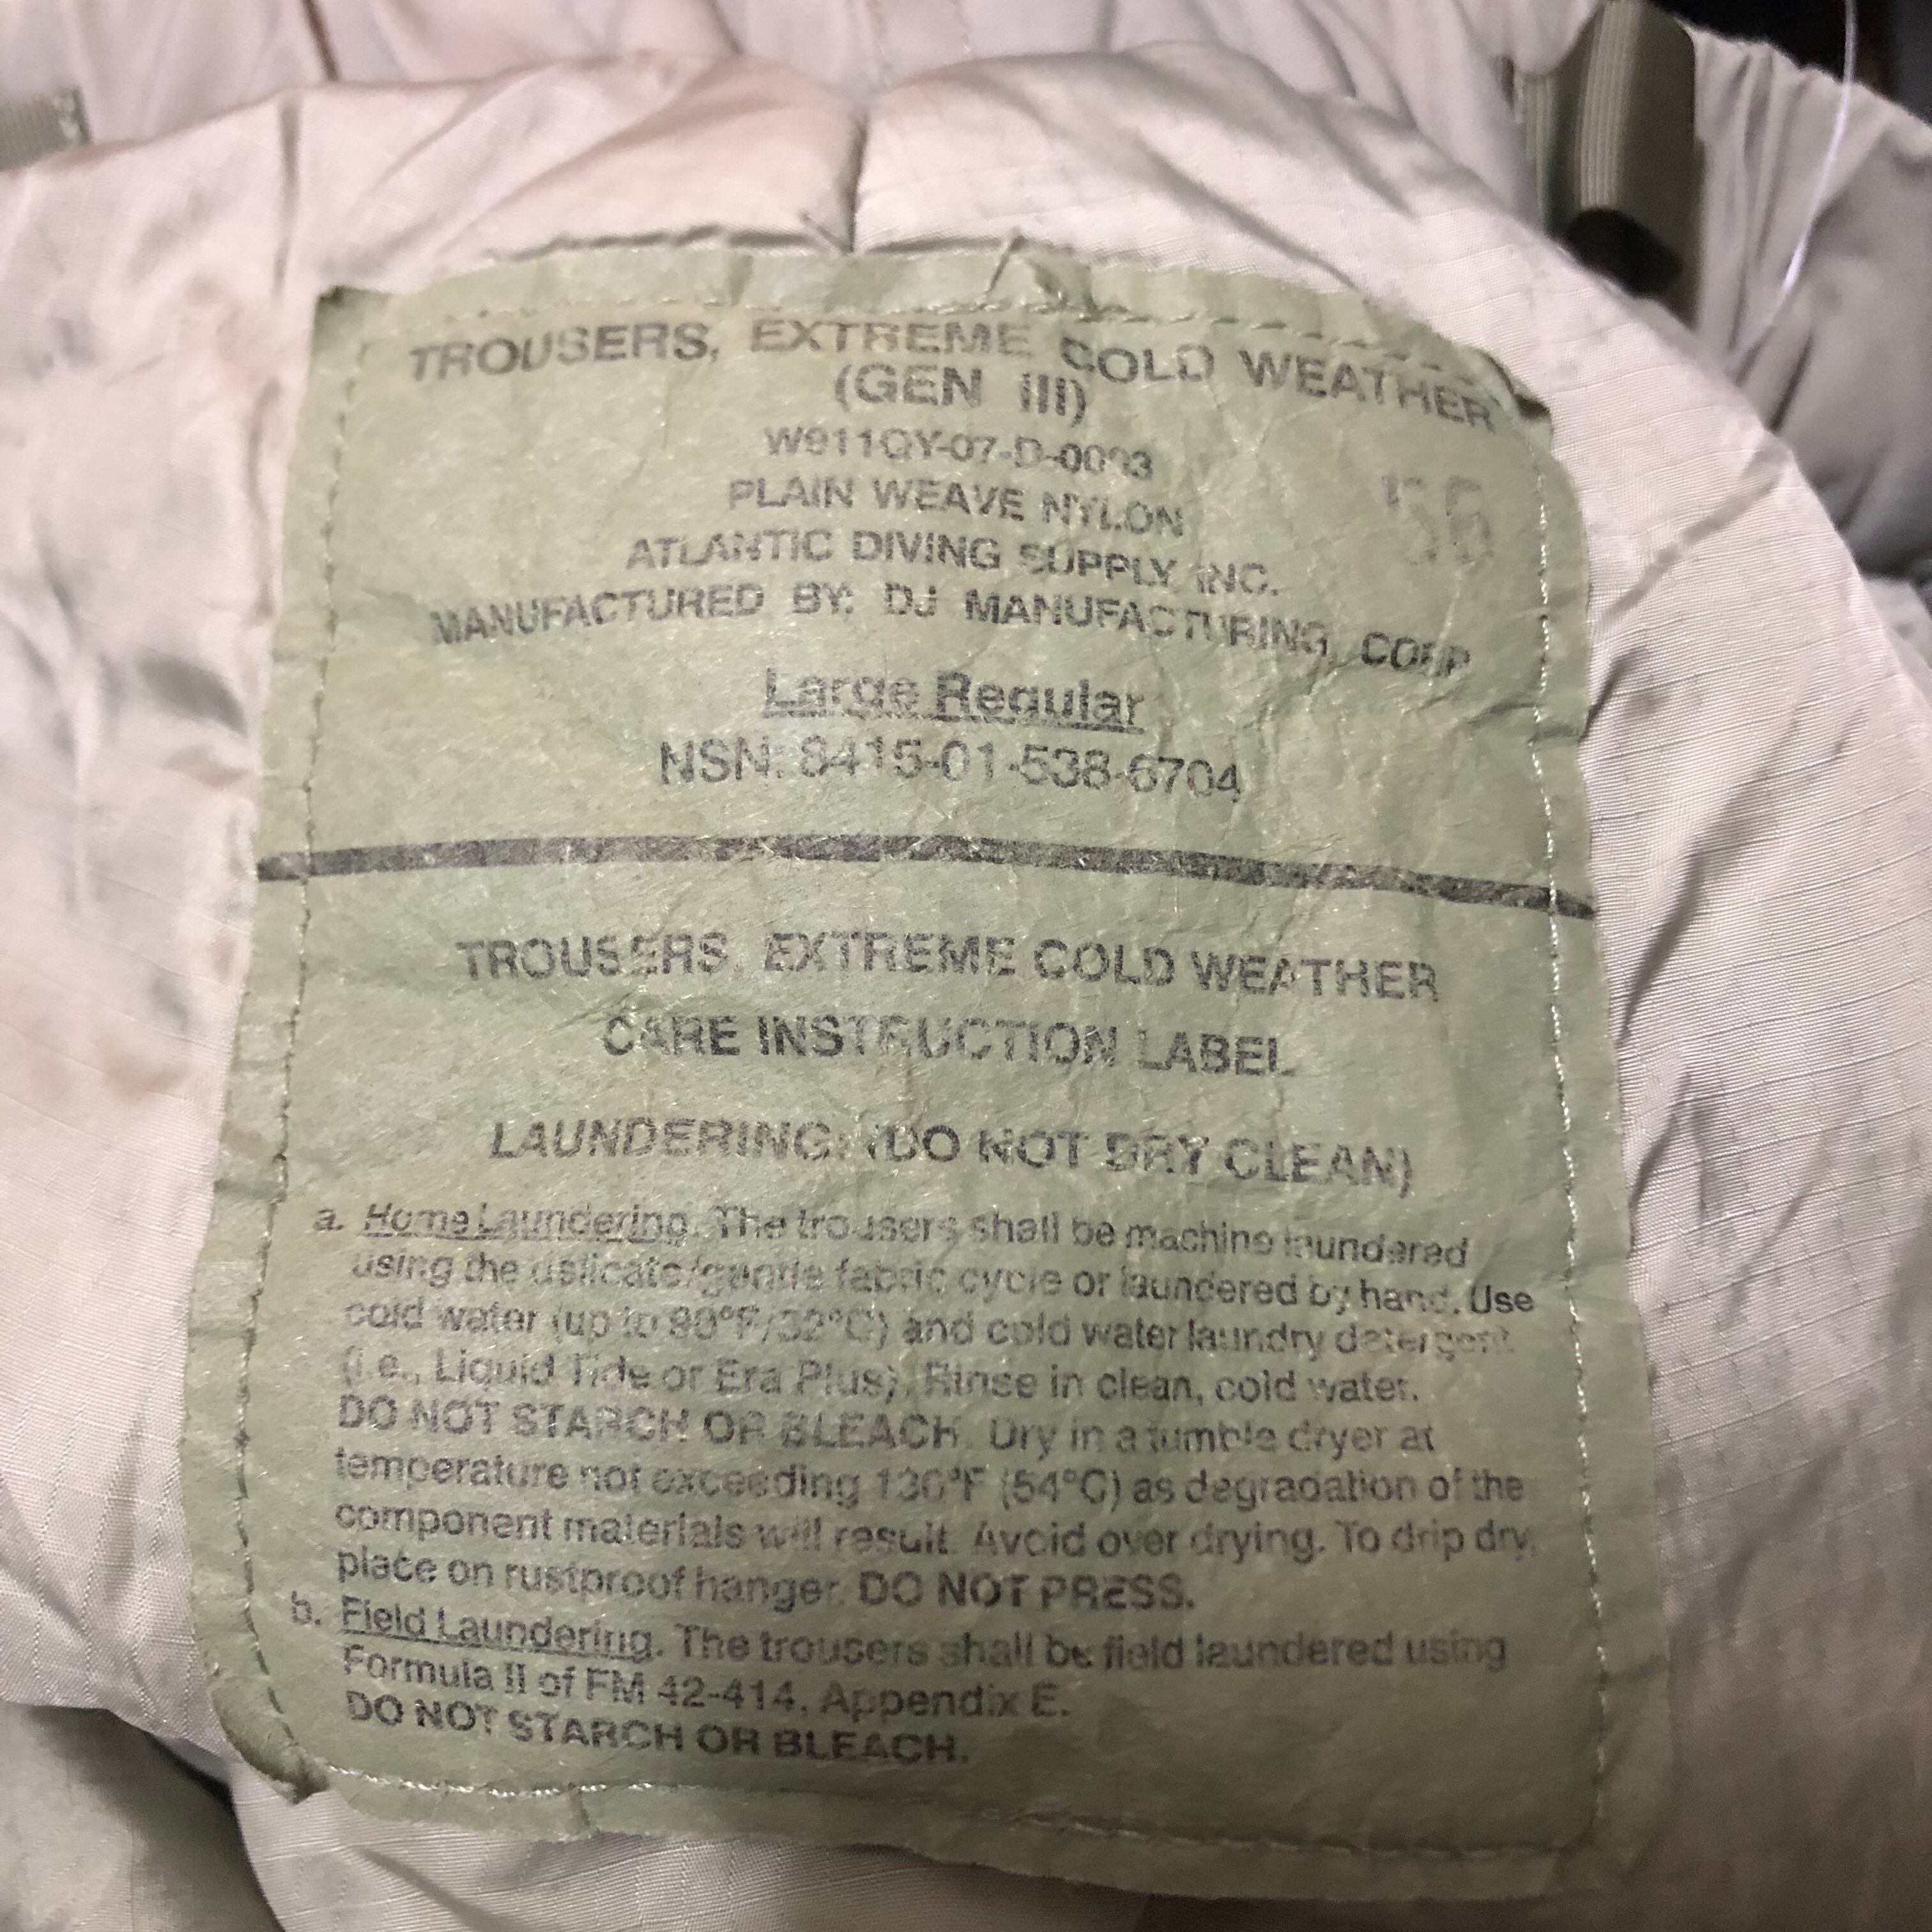 TROUSERS, EXTREME COLD WEATHER
(GEN III)
W911QY-07-D-0003
PLAIN WEAVE NYLON
56
ATLANTIC DIVING SUPPLY, INC.
MANUFACTURED BY: DJ MANUFACTURING, CORP
Large Regular
NSN: 8415-01-538-6704
TROUSERS, EXTREME COLD WEATHER
CARE INSTRUCTION LABEL
LAUNDERING: (DO NOT DRY CLEAN)
a. Home Laundering. The trousers shall be machine laundered
using the delicate/gentle fabric cycle or laundered by hand. Use
cold water (up to 90°F/32°C) and cold water laundry detergent
(i.e., Liquid Tide or Era Plus). Rinse in clean, cold water.
DO NOT STARCH OR BLEACH. Dry in a tumble dryer at
temperature not exceeding 130°F (54°C) as degradation of the
component materials will result. Avoid over drying. To drip dry,
place on rustproof hanger. DO NOT PRESS.
b. Field Laundering. The trousers shall be field laundered using
Formula II of FM 42-414, Appendix E.
DO NOT STARCH OR BLEACH.